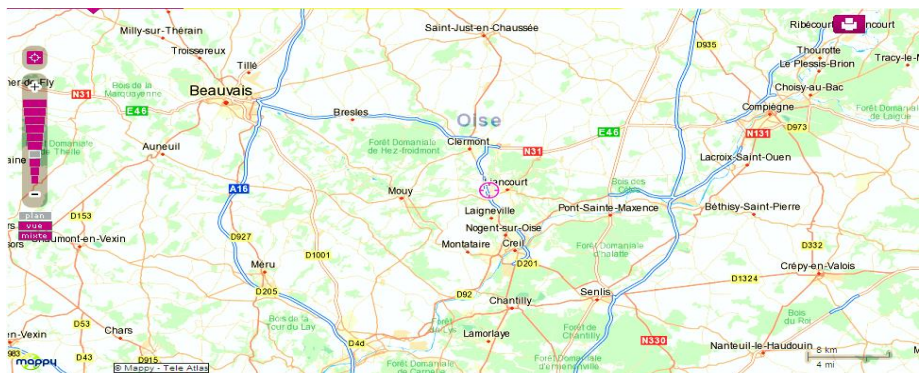 Saint-Just-en-Chaussée
Milly-sur-Thérain
Troissereux
Tillé
D935
Thourotte
Le Plessis-Brion
Tracy-le-M
Choisy-au-Bac
Compiègne
Beauvais
Bois de la
Marquayenne
N31
E46
Bresles
Oise
E46
N131
D973
Forêt Domaniale
de Laigue
Forêt Domaniale
de Thelle
Auneuil
Forêt Domaniale
de Hez-froidmont
Clermont
N31
Lacroix-Saint-Ouen
A16
Mouy
Laigneville
Pont-Sainte-Maxence
Béthisy-Saint-Pierre
plan
vue
mixte
D153
D927
D1001
Nogent-sur-Oise
Montataire
Creil
D201
Forêt Domaniale
d'halatte
D332
Méru
D205
D92
Chantilly
Senlis
D1324
Crépy-en-Valois
D53
Chars
Bois de la
Tour du Lay
D4d
Lamorlaye
Forêt de
Chantilly
N330
Bois
du Roi
Nanteuil-le-Haudouin
en-Vexin
D43
D915
mappy
© Mappy - Tele Atlas
8 km
4 mi